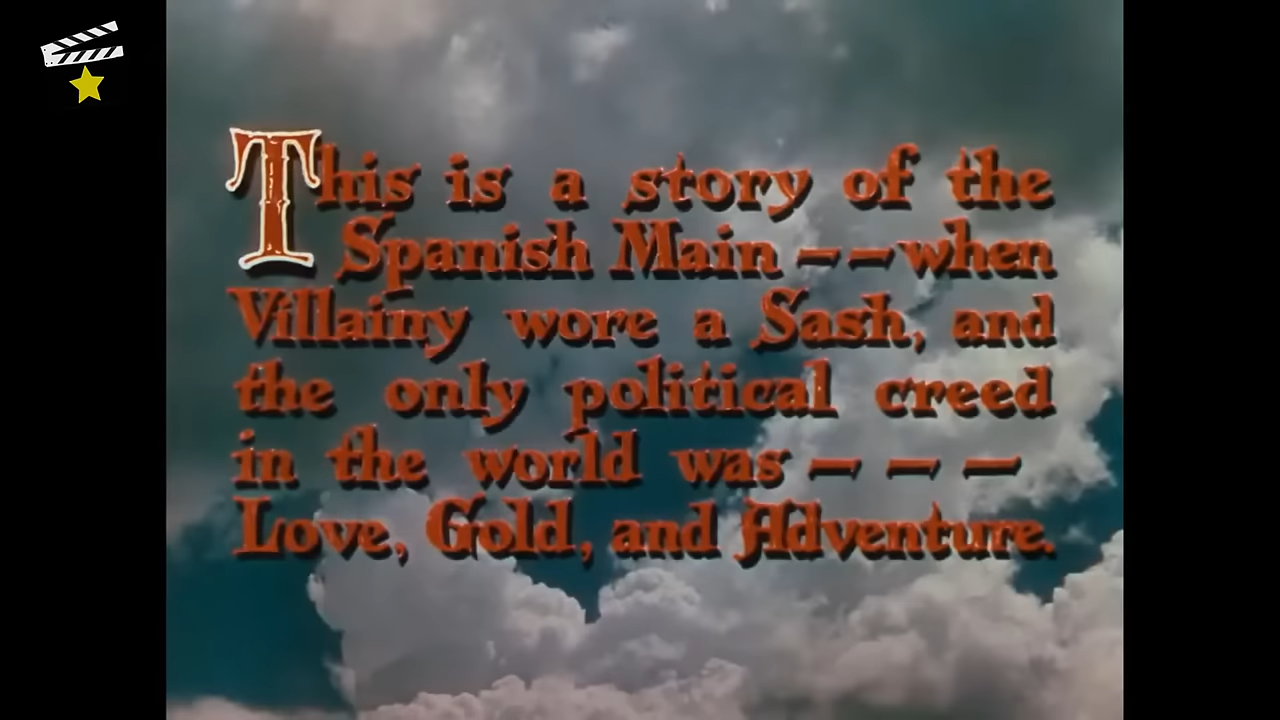 This is a story of the
Spanish Main -- when
Villainy wore a Sash, and
the only political creed
in the world was ---
Love, Gold, and Adventure.